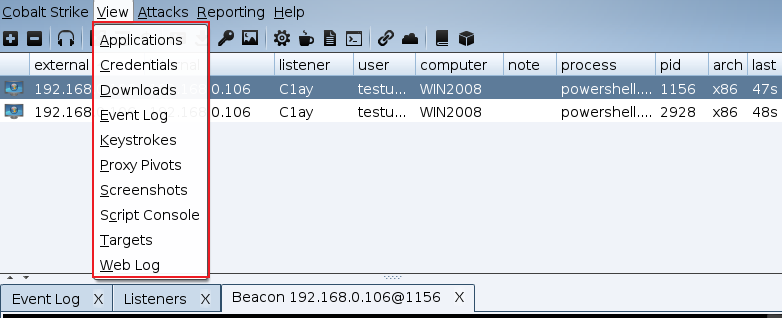 Cobalt Strike View Attacks Reporting Help
external listener user computer note process pid arch last
192.168 0.106 C1ay testu... WIN2008 powershell.... 1156 x86 47s
192.168 0.106 C1ay testu... WIN2008 powershell.... 2928 x86 48s
Applications
Credentials
Downloads
Event Log
Keystrokes
Proxy Pivots
Screenshots
Script Console
Targets
Web Log
Event Log X Listeners X Beacon 192.168.0.106@1156 X